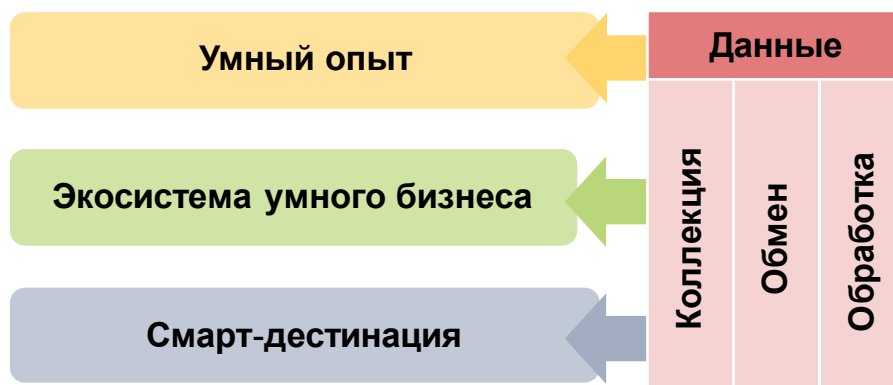 Умный опыт
Данные
Экосистема умного бизнеса
Смарт-дестинация
Коллекция
Обмен
Обработка